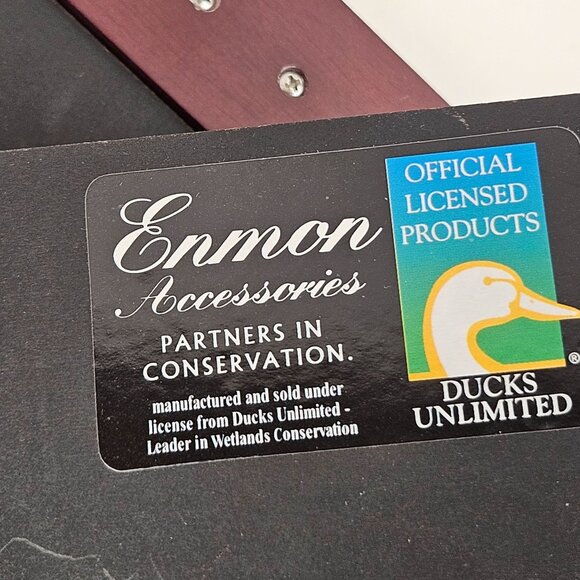 Enmon
Accessories
PARTNERS IN
CONSERVATION.
manufactured and sold under
license from Ducks Unlimited -
Leader in Wetlands Conservation
OFFICIAL
LICENSED
PRODUCTS
®
DUCKS
UNLIMITED